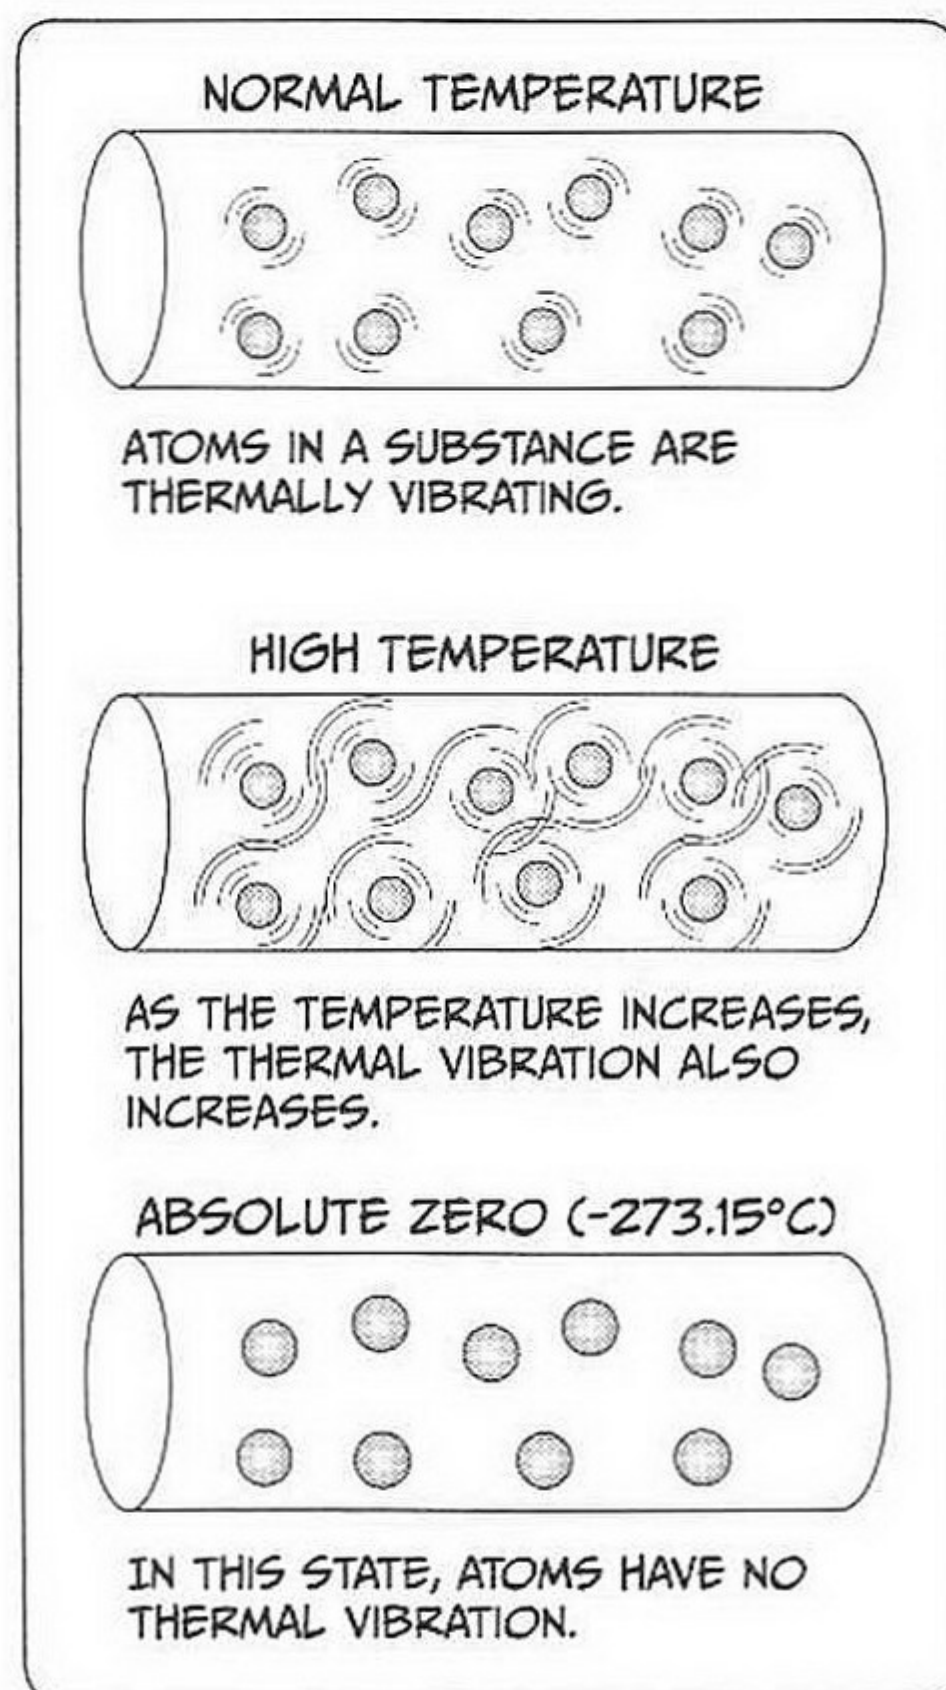 NORMAL TEMPERATURE
ATOMS IN A SUBSTANCE ARE
THERMALLY VIBRATING.
HIGH TEMPERATURE
AS THE TEMPERATURE INCREASES,
THE THERMAL VIBRATION ALSO
INCREASES.
ABSOLUTE ZERO (-273.15°C)
IN THIS STATE, ATOMS HAVE NO
THERMAL VIBRATION.